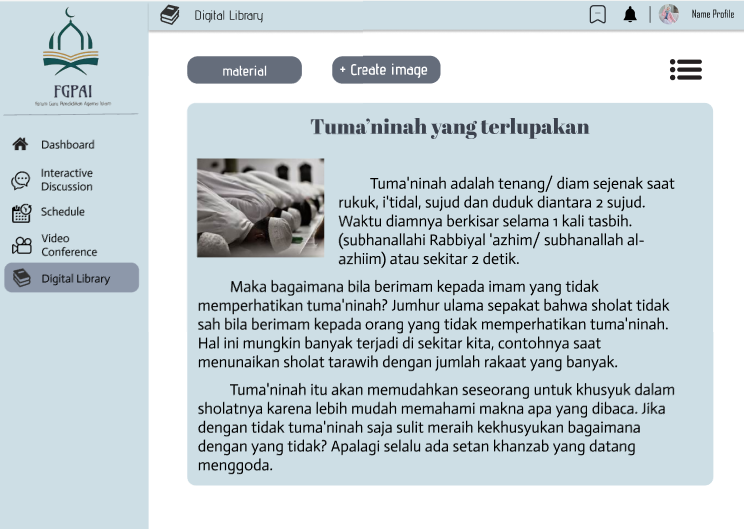 Digital Library
Name Profile
FGPAI
Forum Guru Pendidikan Agama Islam
Dashboard
Interactive
Discussion
Schedule
Video
Conference
Digital Library
material
+ Create image
Tuma'ninah yang terlupakan
Tuma'ninah adalah tenang/ diam sejenak saat
rukuk, i'tidal, sujud dan duduk diantara 2 sujud.
Waktu diamnya berkisar selama 1 kali tasbih.
(subhanallahi Rabbiyal 'azhim/ subhanallah al-
azhiim) atau sekitar 2 detik.
Maka bagaimana bila berimam kepada imam yang tidak
memperhatikan tuma'ninah? Jumhur ulama sepakat bahwa sholat tidak
sah bila berimam kepada orang yang tidak memperhatikan tuma'ninah.
Hal ini mungkin banyak terjadi di sekitar kita, contohnya saat
menunaikan sholat tarawih dengan jumlah rakaat yang banyak.
Tuma'ninah itu akan memudahkan seseorang untuk khusyuk dalam
sholatnya karena lebih mudah memahami makna apa yang dibaca. Jika
dengan tidak tuma'ninah saja sulit meraih kekhusyukan bagaimana
dengan yang tidak? Apalagi selalu ada setan khanzab yang datang
menggoda.